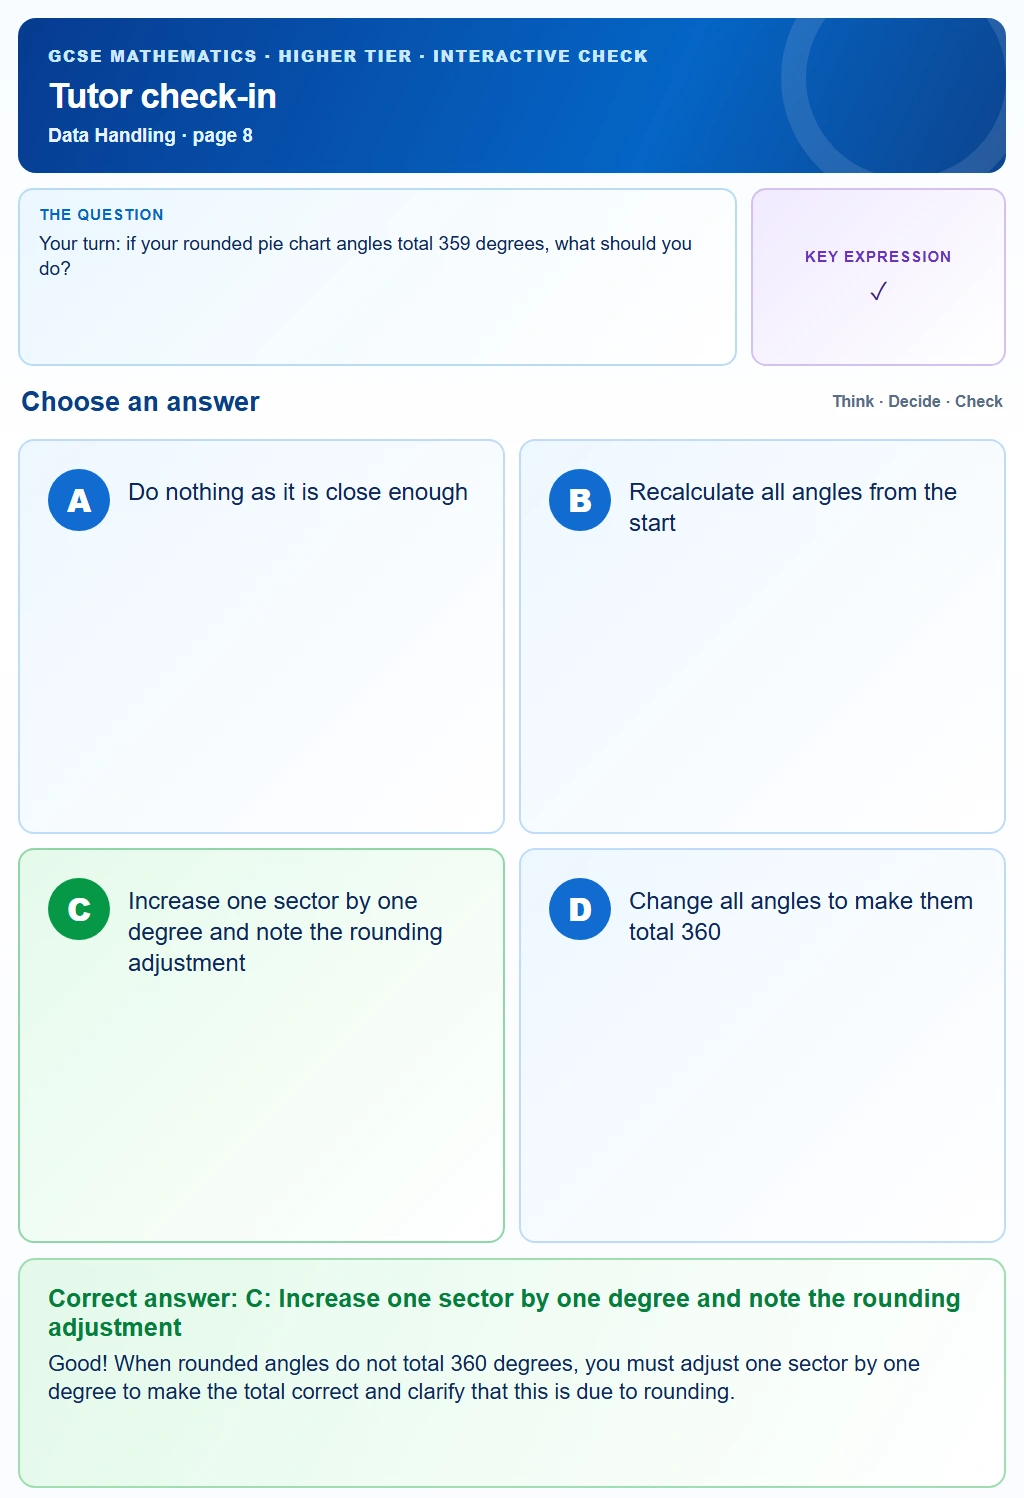 GCSE MATHEMATICS · HIGHER TIER · INTERACTIVE CHECK
Tutor check-in
Data Handling · page 8
THE QUESTION
Your turn: if your rounded pie chart angles total 359 degrees, what should you
do?
KEY EXPRESSION
✓
Choose an answer
Think · Decide · Check
A
Do nothing as it is close enough
B
Recalculate all angles from the
start
C
Increase one sector by one
degree and note the rounding
adjustment
D
Change all angles to make them
total 360
Correct answer: C: Increase one sector by one degree and note the rounding
adjustment
Good! When rounded angles do not total 360 degrees, you must adjust one sector by one
degree to make the total correct and clarify that this is due to rounding.